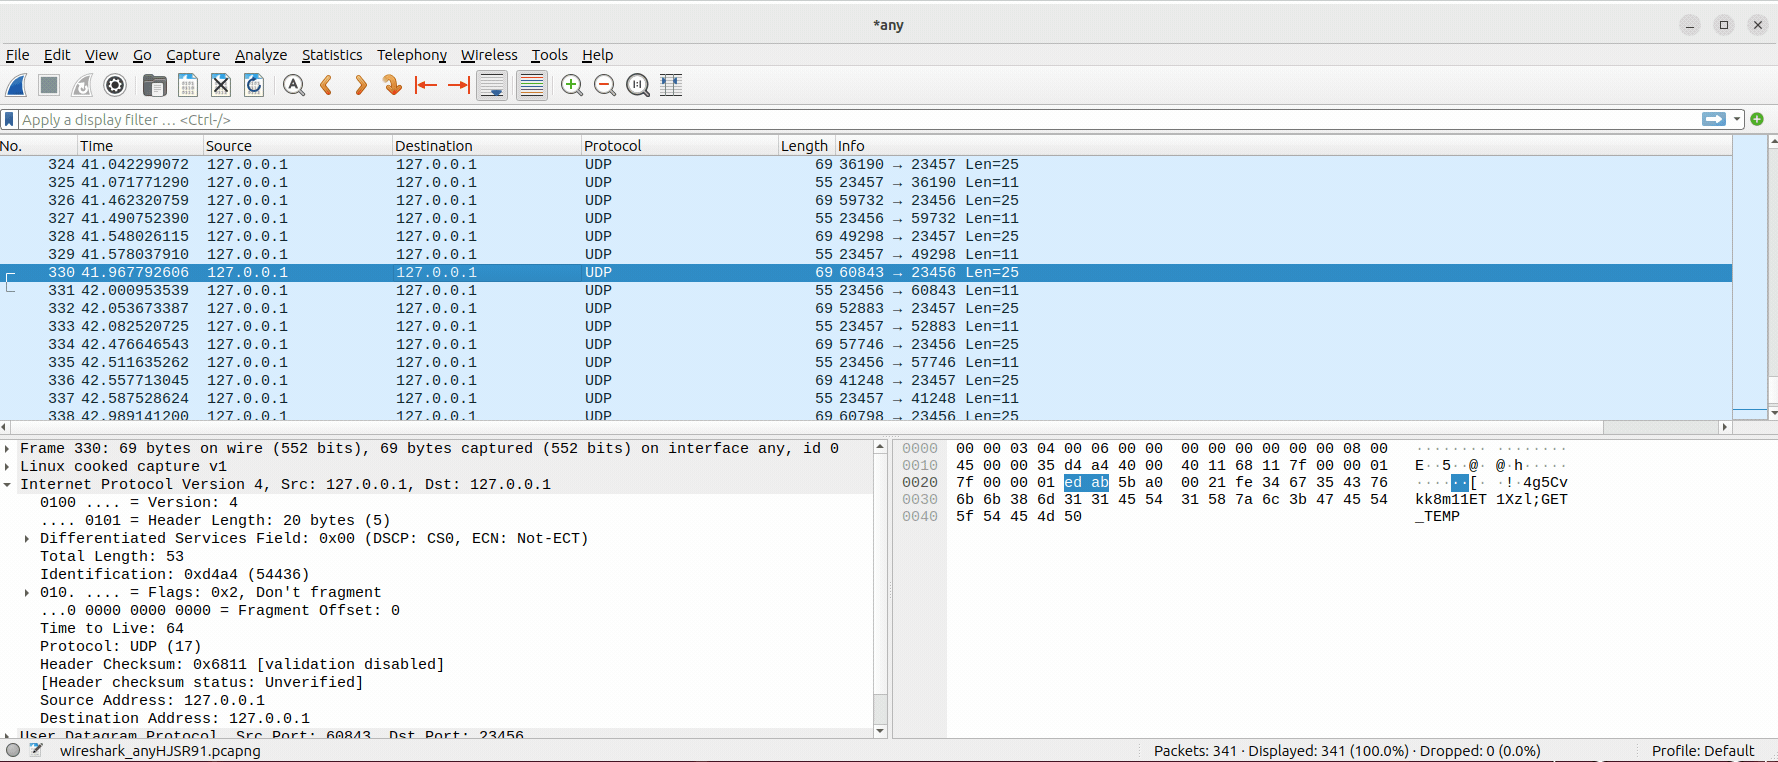 *any
File Edit View Go Capture Analyze Statistics Telephony Wireless Tools Help
Apply a display filter … <Ctrl-/>
No. Time Source Destination Protocol Length Info
324 41.042299072 127.0.0.1 127.0.0.1 UDP 69 36190 → 23457 Len=25
325 41.071771290 127.0.0.1 127.0.0.1 UDP 55 23457 → 36190 Len=11
326 41.462320759 127.0.0.1 127.0.0.1 UDP 69 59732 → 23456 Len=25
327 41.490752390 127.0.0.1 127.0.0.1 UDP 55 23456 → 59732 Len=11
328 41.548026115 127.0.0.1 127.0.0.1 UDP 69 49298 → 23457 Len=25
329 41.578037910 127.0.0.1 127.0.0.1 UDP 55 23457 → 49298 Len=11
330 41.967792606 127.0.0.1 127.0.0.1 UDP 69 60843 → 23456 Len=25
331 42.000953539 127.0.0.1 127.0.0.1 UDP 55 23456 → 60843 Len=11
332 42.053673387 127.0.0.1 127.0.0.1 UDP 69 52883 → 23457 Len=25
333 42.082520725 127.0.0.1 127.0.0.1 UDP 55 23457 → 52883 Len=11
334 42.476646543 127.0.0.1 127.0.0.1 UDP 69 57746 → 23456 Len=25
335 42.511635262 127.0.0.1 127.0.0.1 UDP 55 23456 → 57746 Len=11
336 42.557713045 127.0.0.1 127.0.0.1 UDP 69 41248 → 23457 Len=25
337 42.587528624 127.0.0.1 127.0.0.1 UDP 55 23457 → 41248 Len=11
338 42.989141200 127.0.0.1 127.0.0.1 UDP 69 60798 → 23456 Len=25
Frame 330: 69 bytes on wire (552 bits), 69 bytes captured (552 bits) on interface any, id 0
Linux cooked capture v1
Internet Protocol Version 4, Src: 127.0.0.1, Dst: 127.0.0.1
0100 .... = Version: 4
.... 0101 = Header Length: 20 bytes (5)
Differentiated Services Field: 0x00 (DSCP: CS0, ECN: Not-ECT)
Total Length: 53
Identification: 0xd4a4 (54436)
010. .... = Flags: 0x2, Don't fragment
...0 0000 0000 0000 = Fragment Offset: 0
Time to Live: 64
Protocol: UDP (17)
Header Checksum: 0x6811 [validation disabled]
[Header checksum status: Unverified]
Source Address: 127.0.0.1
Destination Address: 127.0.0.1
User Datagram Protocol, Src Port: 60843, Dst Port: 23456
0000 00 00 03 04 00 06 00 00 00 00 00 00 00 00 08 00 ········ ········
0010 45 00 00 35 d4 a4 40 00 40 11 68 11 7f 00 00 01 E··5··@· @·h·····
0020 7f 00 00 01 ed ab 5b a0 00 21 fe 34 67 35 43 76 ······[· ·!·4g5Cv
0030 6b 6b 38 6d 31 31 45 54 31 58 7a 6c 3b 47 45 54 kk8m11ET 1Xzl;GET
0040 5f 54 45 4d 50 _TEMP
wireshark_anyHJSR91.pcapng Packets: 341 · Displayed: 341 (100.0%) · Dropped: 0 (0.0%) Profile: Default